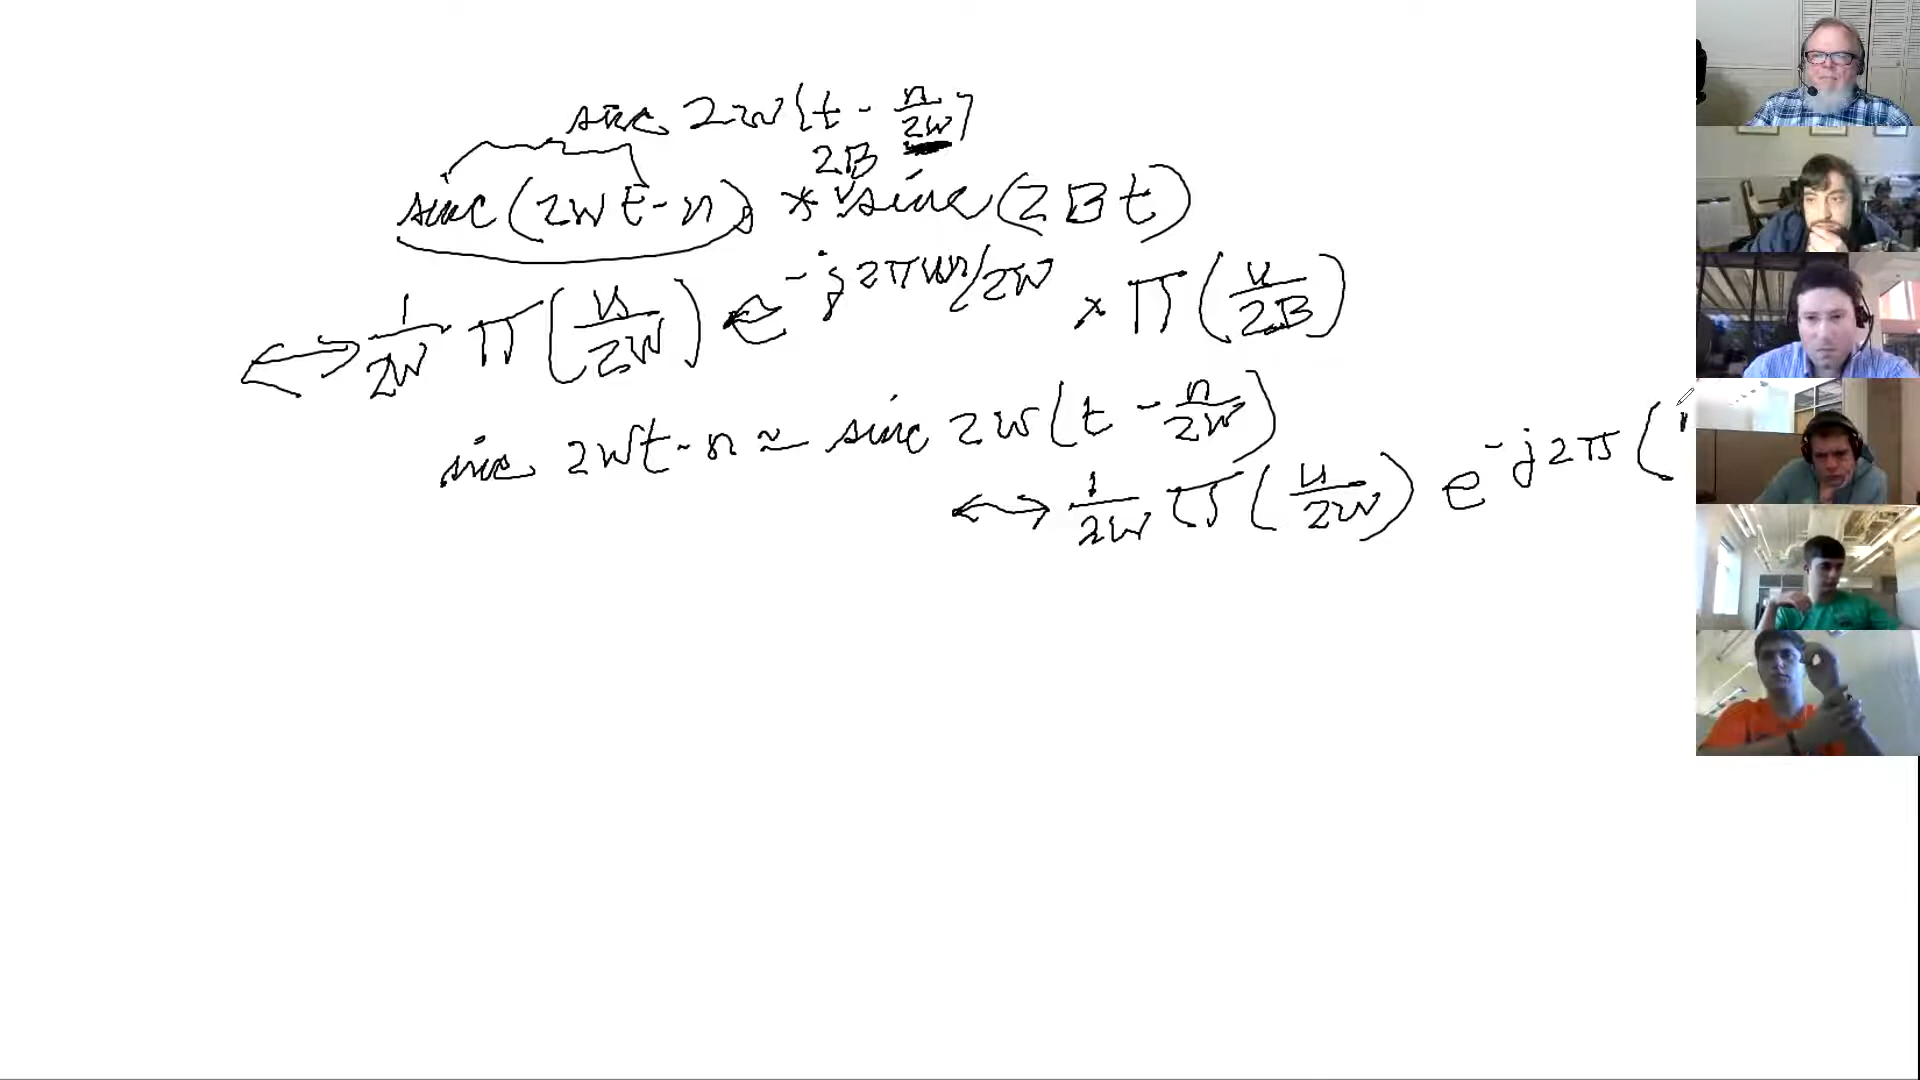 sinc 2W[t - n/2W]
2B
sinc(2Wt-n) * sinc(2Bt)
↔ 1/2W Π(u/2W) e^-j2πun/2W × Π(u/2B)
sinc 2Wt-n = sinc 2W(t - n/2W)
↔ 1/2W Π(u/2W) e^-j2π(